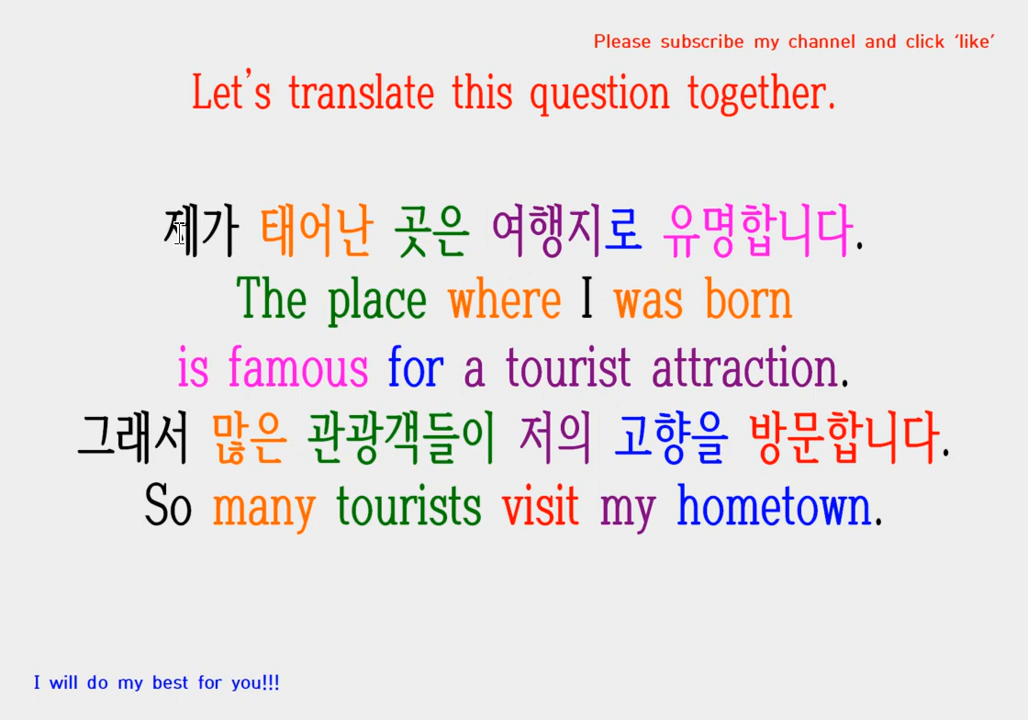 Please subscribe my channel and click ‘like’
Let's translate this question together.
제가 태어난 곳은 여행지로 유명합니다.
The place where I was born
is famous for a tourist attraction.
그래서 많은 관광객들이 저의 고향을 방문합니다.
So many tourists visit my hometown.
I will do my best for you!!!